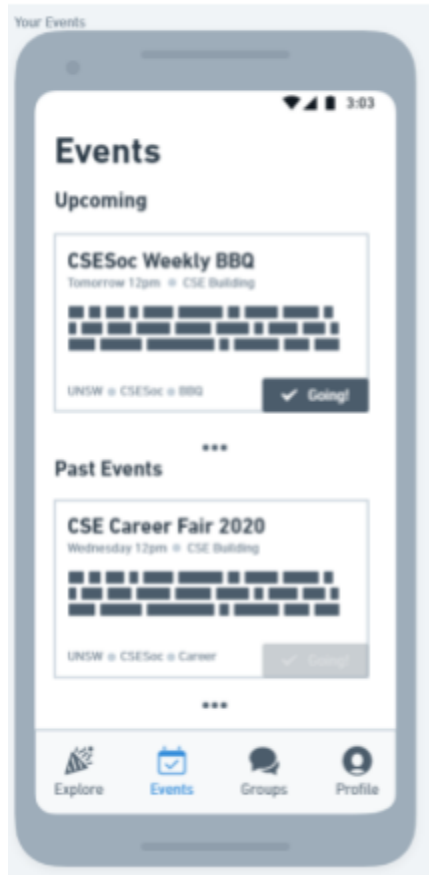 Your Events
3:03
Events
Upcoming
CSESoc Weekly BBQ
Tomorrow 12pm CSE Building
UNSW CSESoc BBQ
Going!
Past Events
CSE Career Fair 2020
Wednesday 12pm CSE Building
UNSW CSESoc Career
Going!
Explore Events Groups Profile